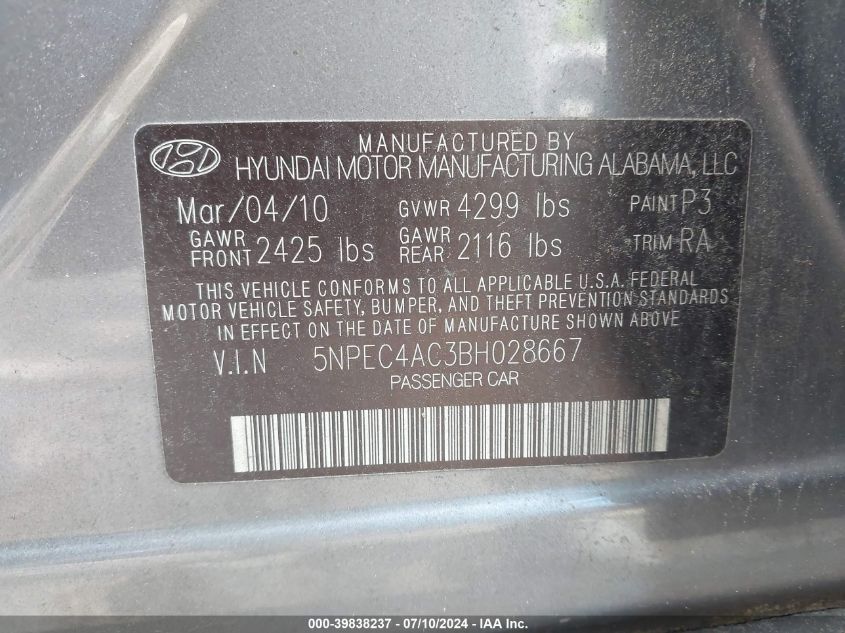 MANUFACTURED BY
HYUNDAI MOTOR MANUFACTURING ALABAMA, LLC
Mar/04/10 GVWR 4299 lbs PAINT P3
GAWR FRONT 2425 lbs GAWR REAR 2116 lbs TRIM RA
THIS VEHICLE CONFORMS TO ALL APPLICABLE U.S.A. FEDERAL
MOTOR VEHICLE SAFETY, BUMPER, AND THEFT PREVENTION STANDARDS
IN EFFECT ON THE DATE OF MANUFACTURE SHOWN ABOVE
V.I.N 5NPEC4AC3BH028667
PASSENGER CAR
000-39838237 - 07/10/2024 - IAA Inc.